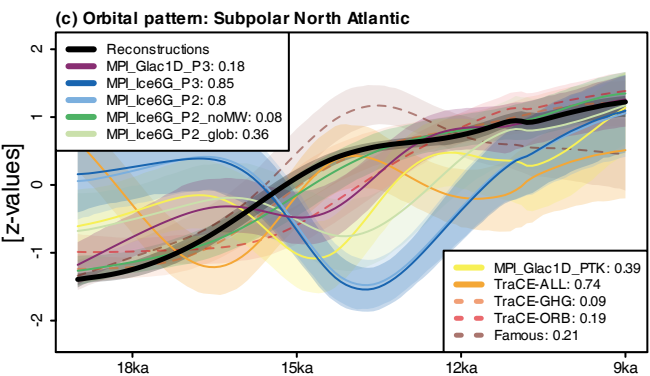 (c) Orbital pattern: Subpolar North Atlantic
Reconstructions
MPI_Glac1D_P3: 0.18
MPI_Ice6G_P3: 0.85
MPI_Ice6G_P2: 0.8
MPI_Ice6G_P2_noMW: 0.08
MPI_Ice6G_P2_glob: 0.36
2
1
0
-1
-2
[z-values]
MPI_Glac1D_PTK: 0.39
TraCE-ALL: 0.74
TraCE-GHG: 0.09
TraCE-ORB: 0.19
Famous: 0.21
18ka 15ka 12ka 9ka